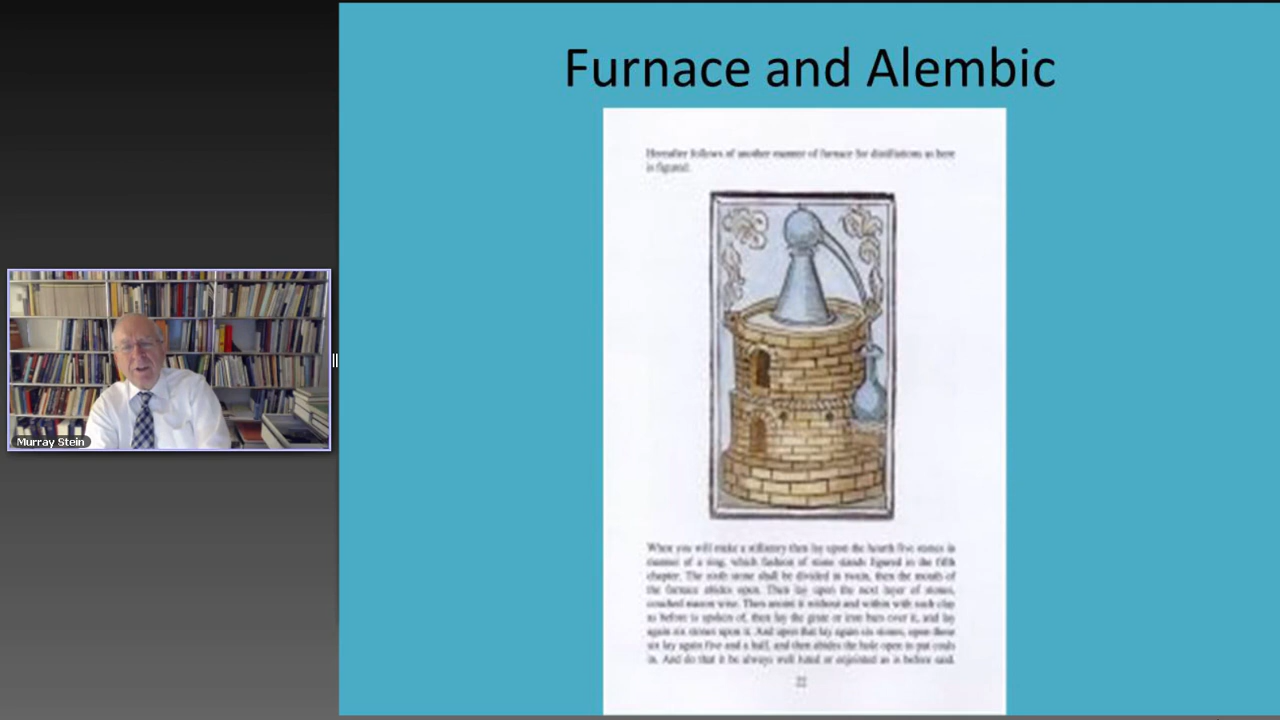 Furnace and Alembic
Hereafter follows of another manner of furnace for distillations as here
is figured.
Murray Stein
When you will make a stillatory then lay upon the hearth five stones in
manner of a ring, which fashion of stone stands figured in the fifth
chapter. The sixth stone shall be divided in twain, then the mouth of
the furnace abides open. Then lay upon the next layer of stones,
couched mason wise. Then anoint it without and within with such clay
as before is spoken of, then lay the grate or iron bars over it, and lay
again six stones upon it. And upon that lay again six stones, upon these
six lay again five and a half, and then abides the hole open to put coals
in. And do that it be always well luted or anointed as is before said.
22